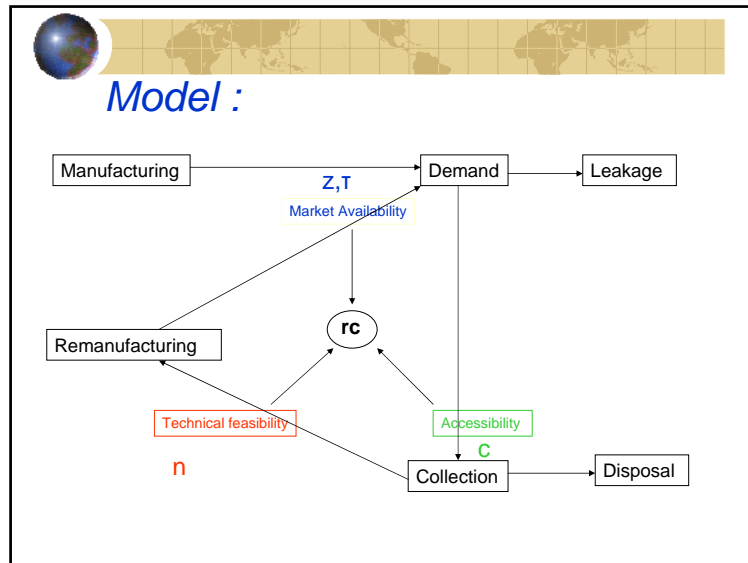 Model :
Manufacturing
Demand
Leakage
z,τ
Market Availability
rc
Remanufacturing
Technical feasibility
Accessibility
n
c
Collection
Disposal